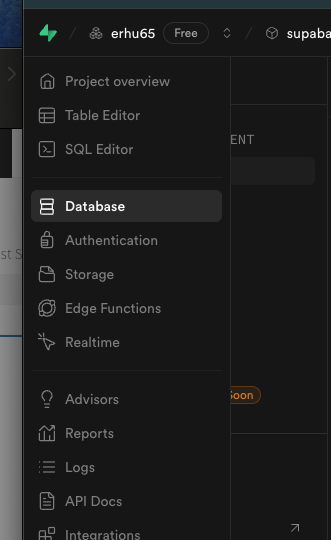 erhu65 Free supaba
Project overview
Table Editor
SQL Editor
ENT
Database
Authentication
Storage
Edge Functions
Realtime
Soon
Advisors
Reports
Logs
API Docs
Integrations
st S